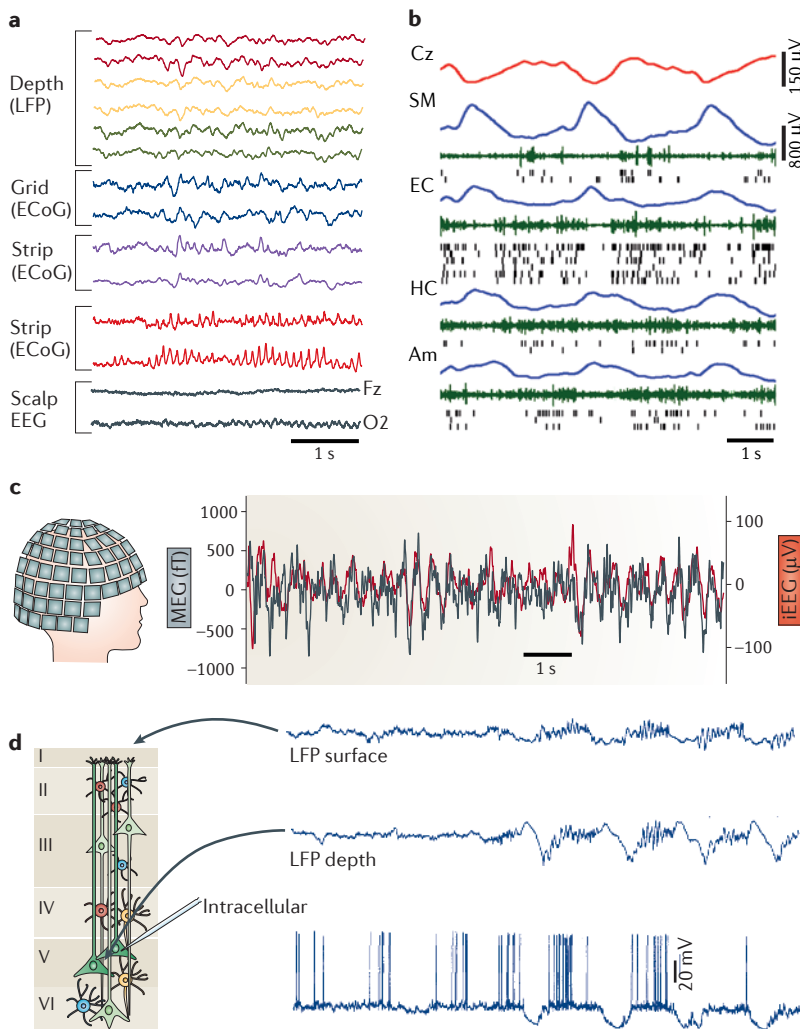 a
Depth
(LFP)
Grid
(ECoG)
Strip
(ECoG)
Strip
(ECoG)
Scalp
EEG
Fz
O2
1 s
b
Cz
150 μV
SM
800 μV
EC
HC
Am
1 s
c
MEG (fT)
1000
500
0
−500
−1000
100
0
−100
iEEG (μV)
1 s
d
I
II
III
IV
V
VI
LFP surface
LFP depth
Intracellular
20 mV